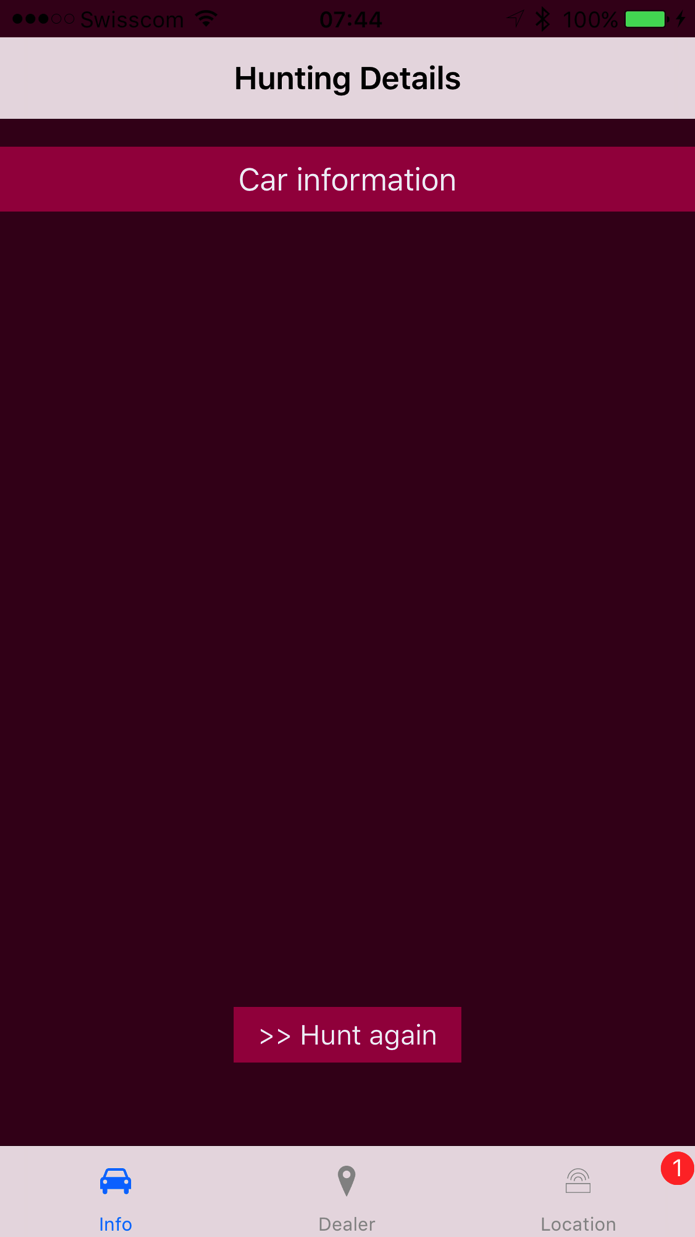 Swisscom 07:44 100%
Hunting Details
Car information
>> Hunt again
1
Info Dealer Location